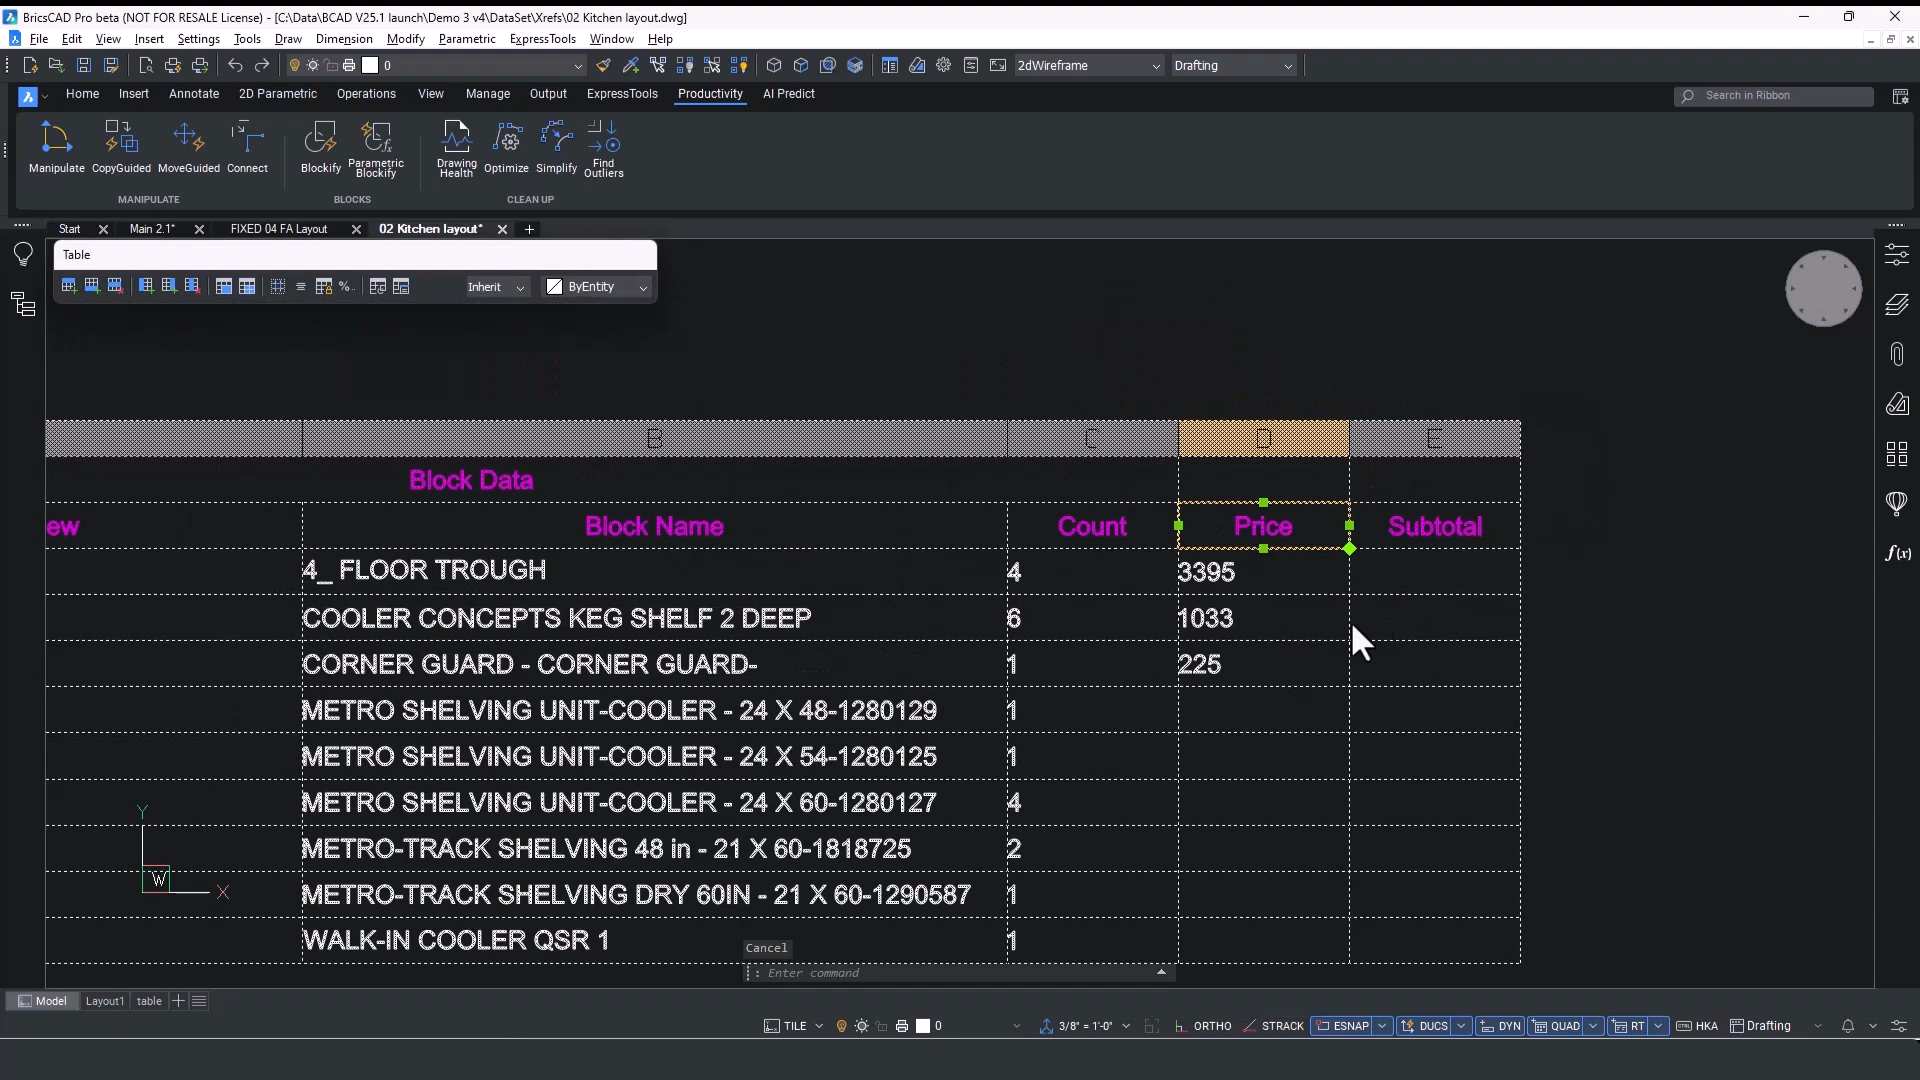 BricsCAD Pro beta (NOT FOR RESALE License) - [C:\Data\BCAD V25.1 launch\Demo 3 v4\DataSet\Xrefs\02 Kitchen layout.dwg]
File Edit View Insert Settings Tools Draw Dimension Modify Parametric ExpressTools Window Help
0 2dWireframe Drafting
Home Insert Annotate 2D Parametric Operations View Manage Output ExpressTools Productivity AI Predict Search in Ribbon
Manipulate CopyGuided MoveGuided Connect Blockify Parametric Blockify Drawing Health Optimize Simplify Find Outliers
MANIPULATE BLOCKS CLEAN UP
Start Main 2.1* FIXED 04 FA Layout 02 Kitchen layout*
Table
Inherit ByEntity
B C D E
Block Data
ew Block Name Count Price Subtotal
4_ FLOOR TROUGH 4 3395
COOLER CONCEPTS KEG SHELF 2 DEEP 6 1033
CORNER GUARD - CORNER GUARD- 1 225
METRO SHELVING UNIT-COOLER - 24 X 48-1280129 1
METRO SHELVING UNIT-COOLER - 24 X 54-1280125 1
METRO SHELVING UNIT-COOLER - 24 X 60-1280127 4
METRO-TRACK SHELVING 48 in - 21 X 60-1818725 2
METRO-TRACK SHELVING DRY 60IN - 21 X 60-1290587 1
WALK-IN COOLER QSR 1 1
Y
W X
Cancel
: Enter command
Model Layout1 table
TILE 0 3/8" = 1'-0" ORTHO STRACK ESNAP DUCS DYN QUAD RT HKA Drafting
f(x)